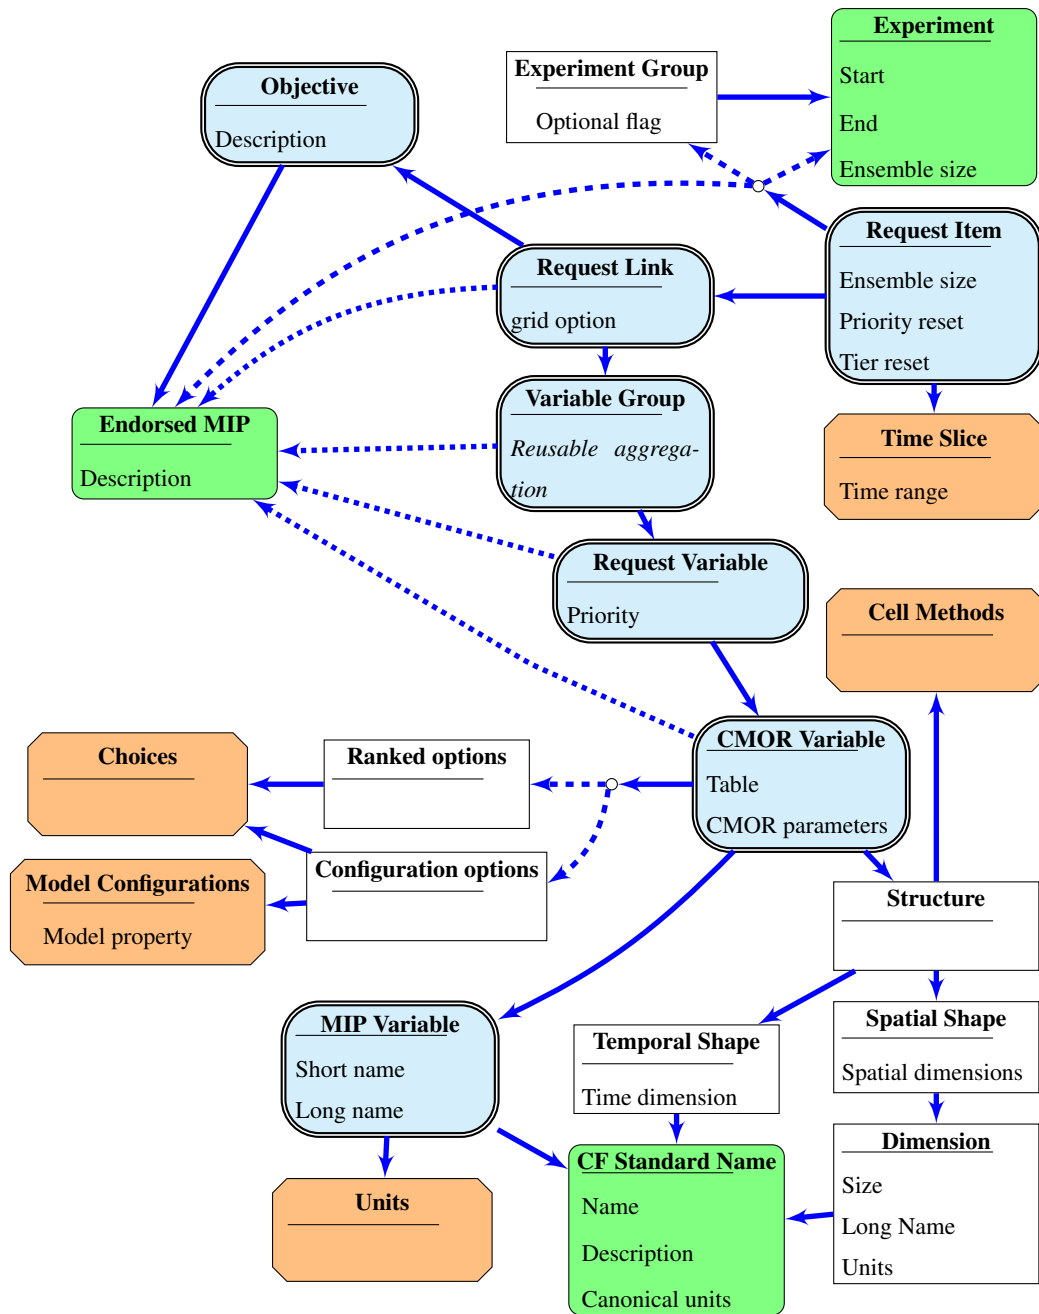 Experiment
Start
End
Ensemble size
Experiment Group
Optional flag
Objective
Description
Request Item
Ensemble size
Priority reset
Tier reset
Request Link
grid option
Variable Group
Reusable aggrega-
tion
Endorsed MIP
Description
Time Slice
Time range
Request Variable
Priority
Cell Methods
CMOR Variable
Table
CMOR parameters
Choices
Ranked options
Configuration options
Model Configurations
Model property
Structure
MIP Variable
Short name
Long name
Temporal Shape
Time dimension
Spatial Shape
Spatial dimensions
Dimension
Size
Long Name
Units
CF Standard Name
Name
Description
Canonical units
Units